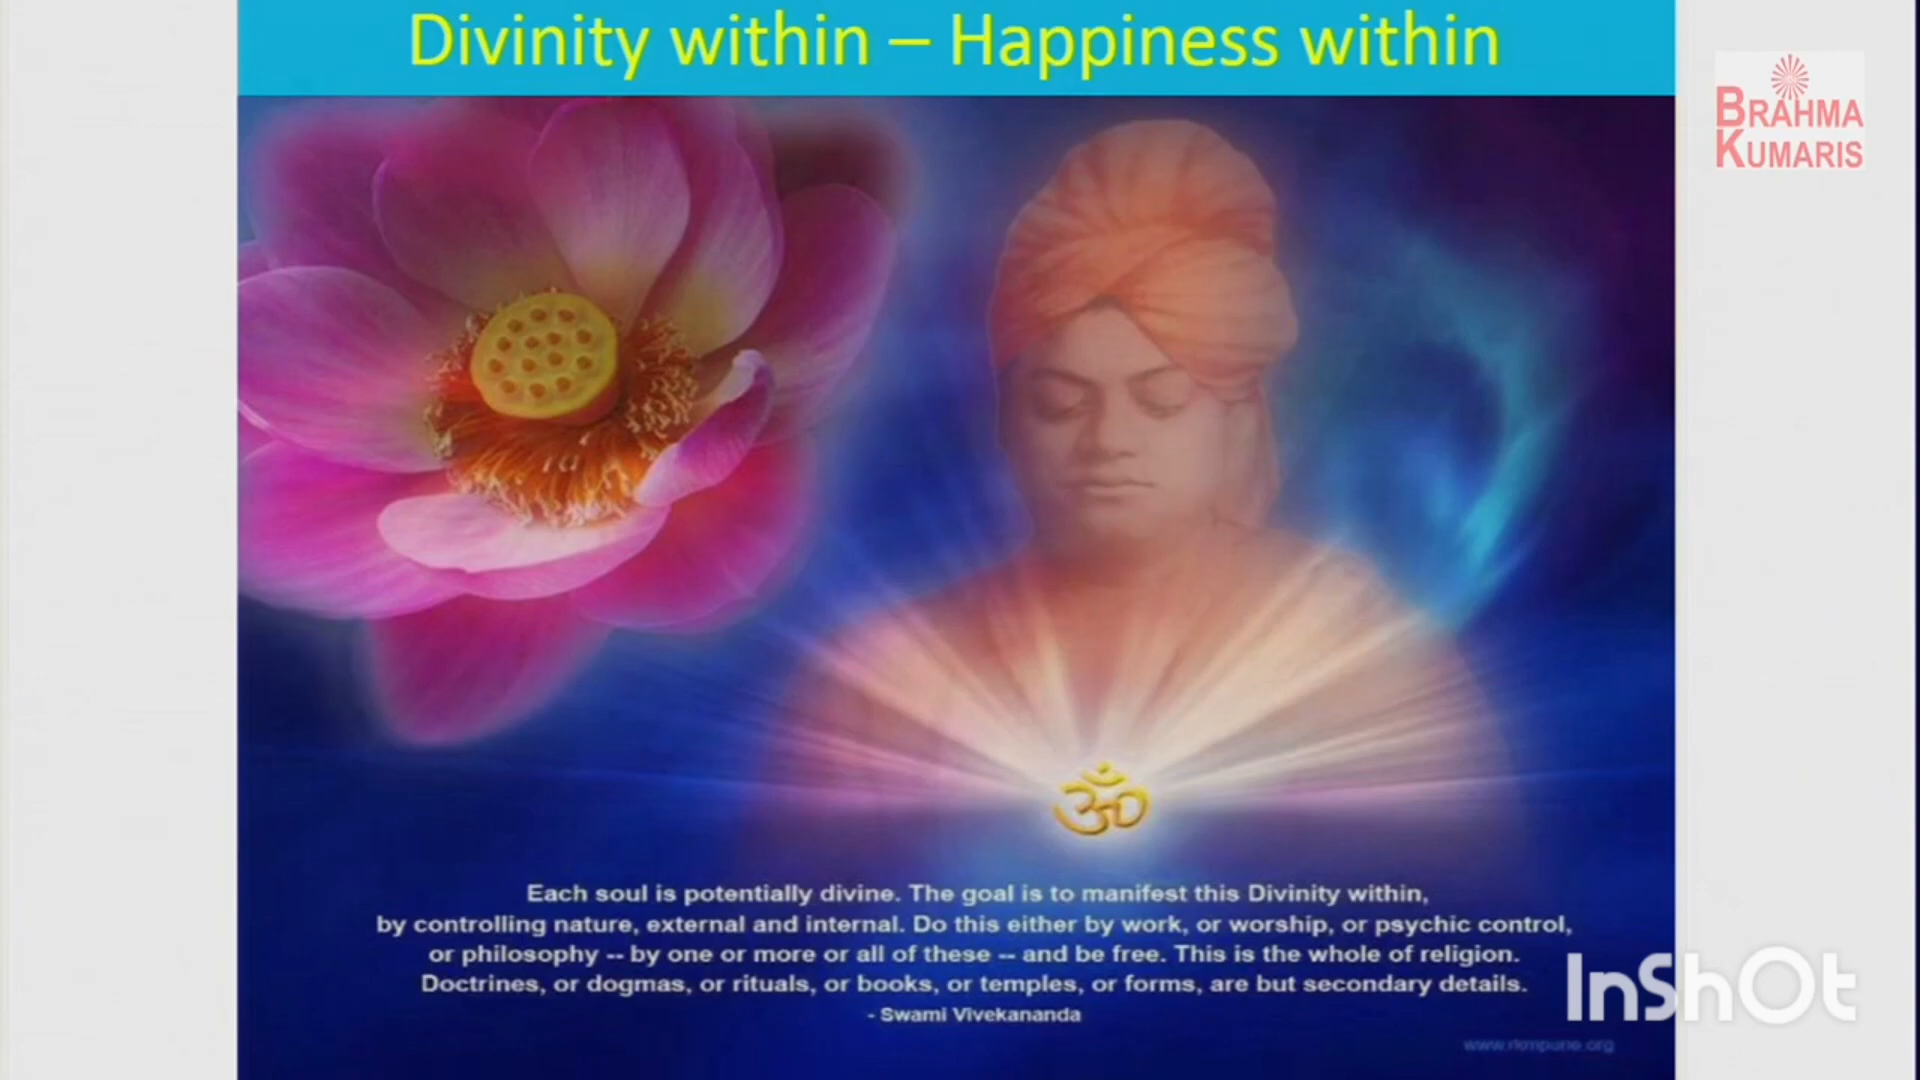 Divinity within – Happiness within
BRAHMA
KUMARIS
ॐ
Each soul is potentially divine. The goal is to manifest this Divinity within,
by controlling nature, external and internal. Do this either by work, or worship, or psychic control,
or philosophy -- by one or more or all of these -- and be free. This is the whole of religion.
Doctrines, or dogmas, or rituals, or books, or temples, or forms, are but secondary details.
- Swami Vivekananda
InShOt
www.rkmpune.org